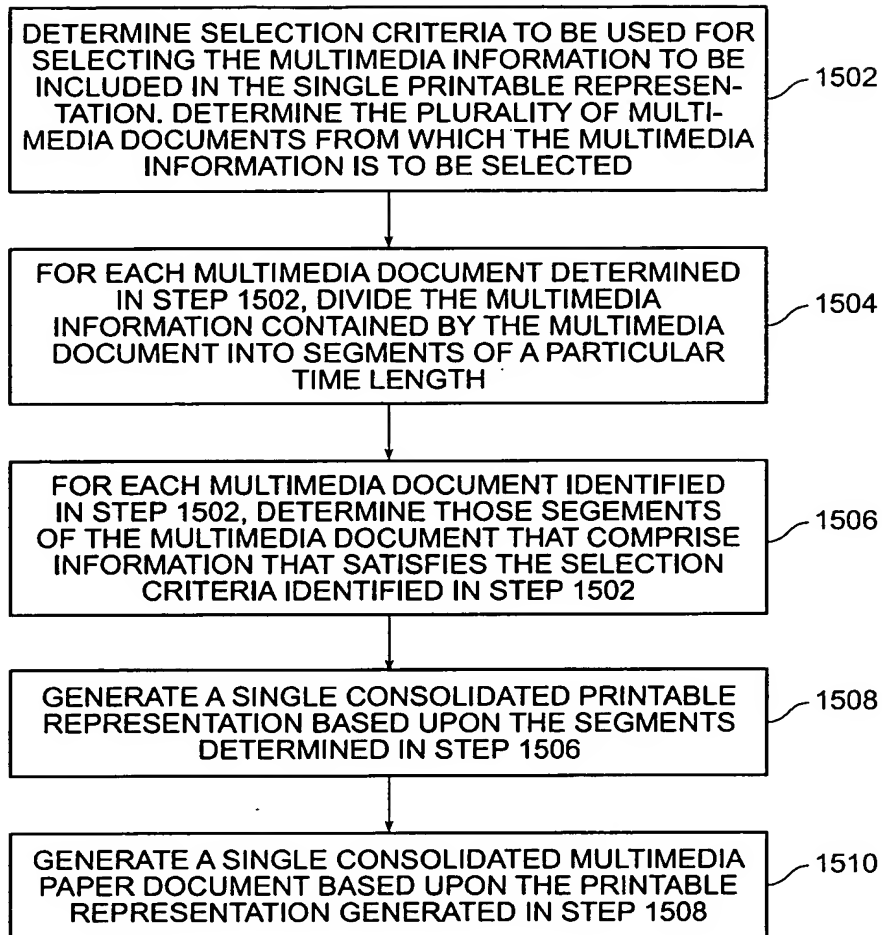 DETERMINE SELECTION CRITERIA TO BE USED FOR
SELECTING THE MULTIMEDIA INFORMATION TO BE
INCLUDED IN THE SINGLE PRINTABLE REPRESEN-
TATION. DETERMINE THE PLURALITY OF MULTI-
MEDIA DOCUMENTS FROM WHICH THE MULTIMEDIA
INFORMATION IS TO BE SELECTED
1502
FOR EACH MULTIMEDIA DOCUMENT DETERMINED
IN STEP 1502, DIVIDE THE MULTIMEDIA
INFORMATION CONTAINED BY THE MULTIMEDIA
DOCUMENT INTO SEGMENTS OF A PARTICULAR
TIME LENGTH
1504
FOR EACH MULTIMEDIA DOCUMENT IDENTIFIED
IN STEP 1502, DETERMINE THOSE SEGEMENTS
OF THE MULTIMEDIA DOCUMENT THAT COMPRISE
INFORMATION THAT SATISFIES THE SELECTION
CRITERIA IDENTIFIED IN STEP 1502
1506
GENERATE A SINGLE CONSOLIDATED PRINTABLE
REPRESENTATION BASED UPON THE SEGMENTS
DETERMINED IN STEP 1506
1508
GENERATE A SINGLE CONSOLIDATED MULTIMEDIA
PAPER DOCUMENT BASED UPON THE PRINTABLE
REPRESENTATION GENERATED IN STEP 1508
1510